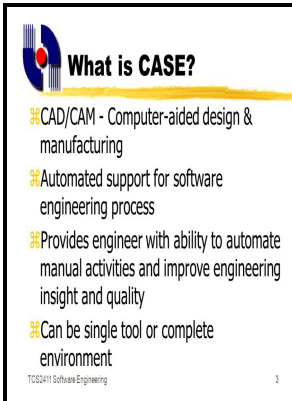 What is CASE?
⌘CAD/CAM - Computer-aided design &
manufacturing
⌘Automated support for software
engineering process
⌘Provides engineer with ability to automate
manual activities and improve engineering
insight and quality
⌘Can be single tool or complete
environment
TCS2411 Software Engineering 3